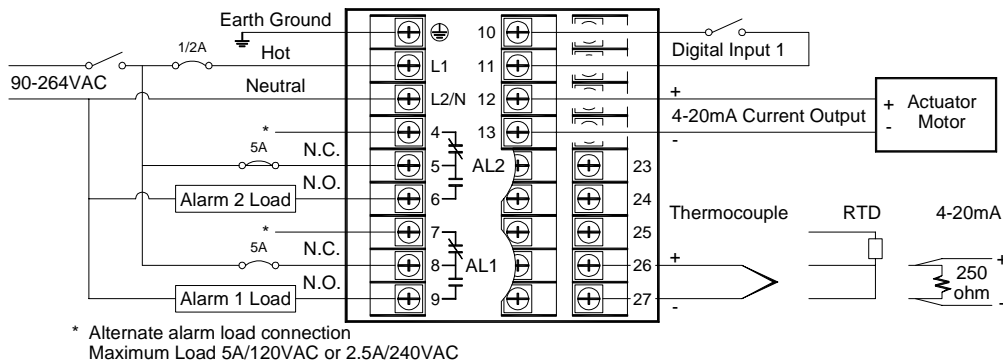 Earth Ground
1/2A
Hot
90-264VAC
Neutral
L1
L2/N
4
5
6
7
8
9
*
5A
N.C.
N.O.
Alarm 2 Load
*
5A
N.C.
N.O.
Alarm 1 Load
AL2
AL1
10
11
12
13
23
24
25
26
27
Digital Input 1
+
4-20mA Current Output
-
+ Actuator
- Motor
Thermocouple
RTD
4-20mA
+
-
+
250
ohm
-
* Alternate alarm load connection
Maximum Load 5A/120VAC or 2.5A/240VAC